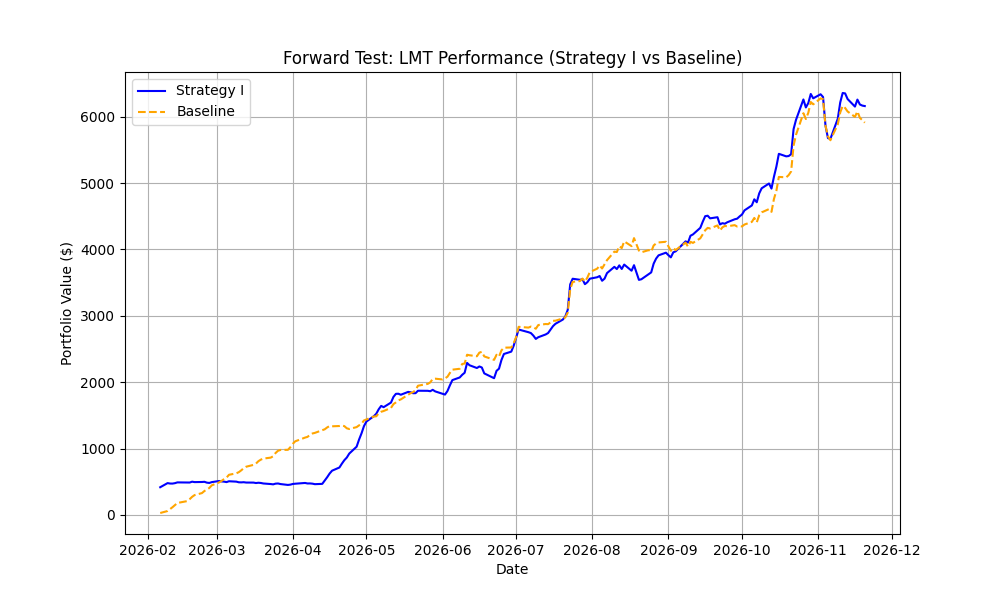 Forward Test: LMT Performance (Strategy I vs Baseline)
Strategy I
Baseline
Portfolio Value ($)
6000
5000
4000
3000
2000
1000
0
2026-02 2026-03 2026-04 2026-05 2026-06 2026-07 2026-08 2026-09 2026-10 2026-11 2026-12
Date